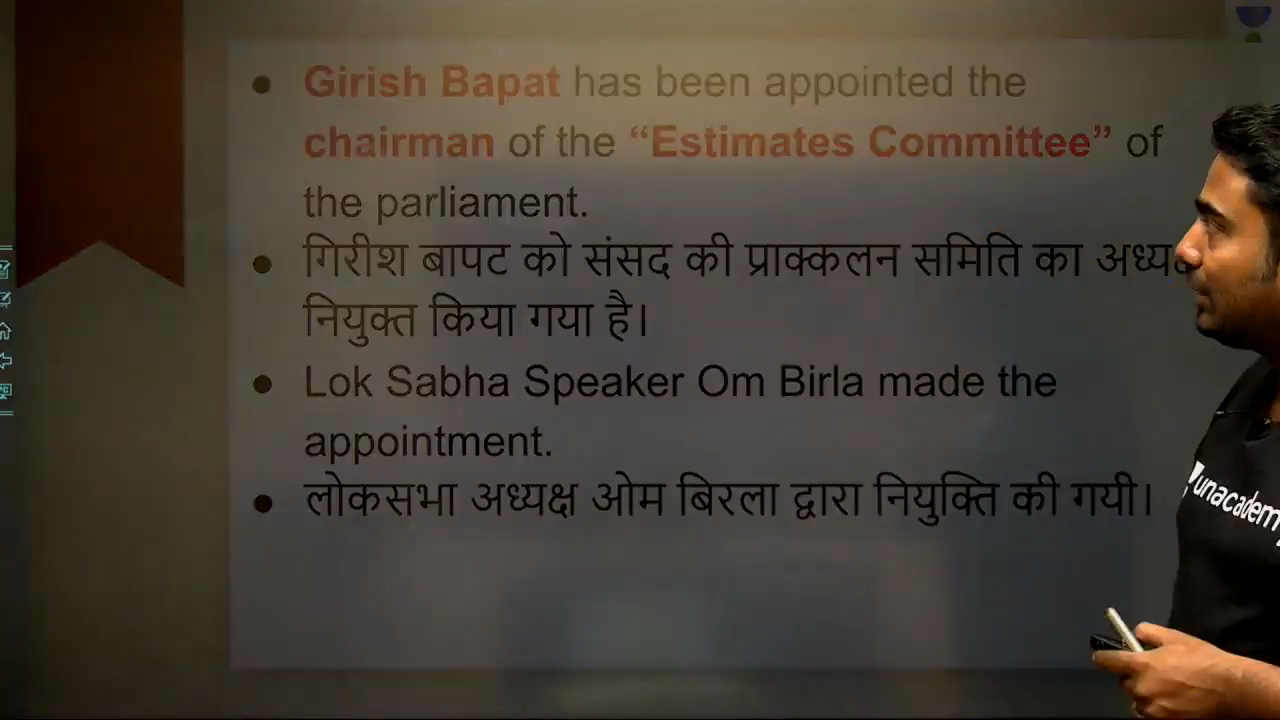 Girish Bapat has been appointed the
chairman of the “Estimates Committee” of
the parliament.
गिरीश बापट को संसद की प्राक्कलन समिति का
नियुक्त किया गया है।
Lok Sabha Speaker Om Birla made the
appointment.
लोकसभा अध्यक्ष ओम बिरला द्वारा नियुक्ति की गयी।
unacademy